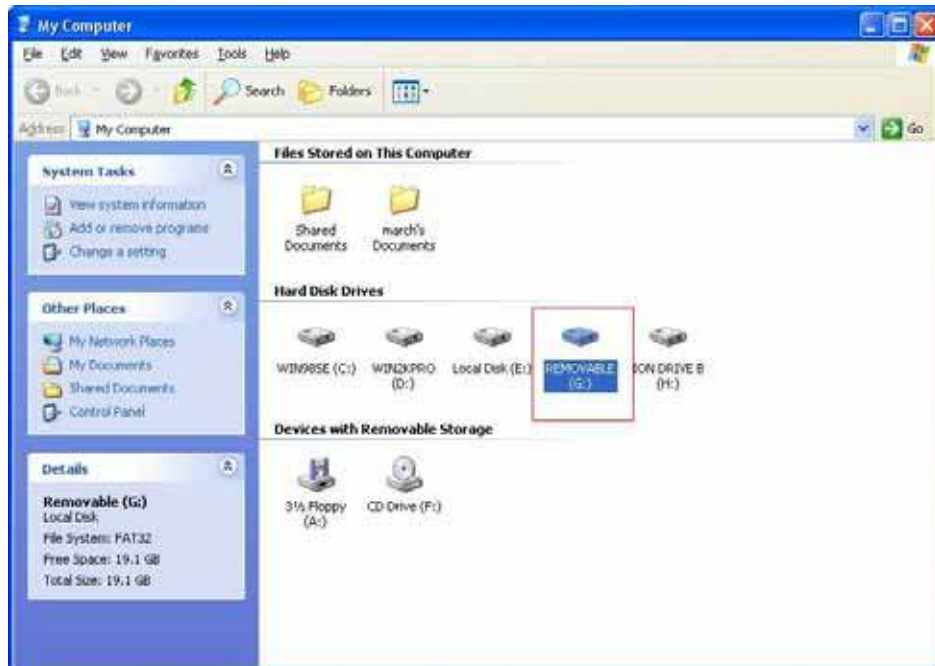 My Computer
File Edit View Favorites Tools Help
Back Search Folders
Address My Computer Go
System Tasks
View system information
Add or remove programs
Change a setting
Other Places
My Network Places
My Documents
Shared Documents
Control Panel
Details
Removable (G:)
Local Disk
File System: FAT32
Free Space: 19.1 GB
Total Size: 19.1 GB
Files Stored on This Computer
Shared Documents
march's Documents
Hard Disk Drives
WIN98SE (C:)
WIN2KPRO (D:)
Local Disk (E:)
REMOVABLE (G:)
ION DRIVE B (H:)
Devices with Removable Storage
3½ Floppy (A:)
CD Drive (F:)